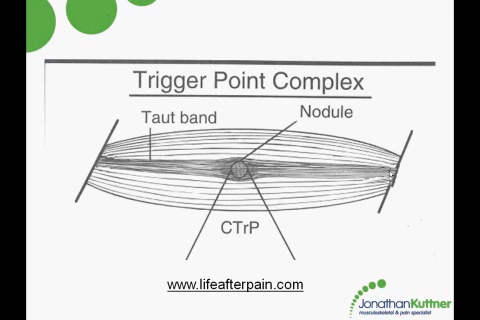 Trigger Point Complex
Taut band
Nodule
CTrP
www.lifeafterpain.com
JonathanKuttner
musculoskeletal & pain specialist